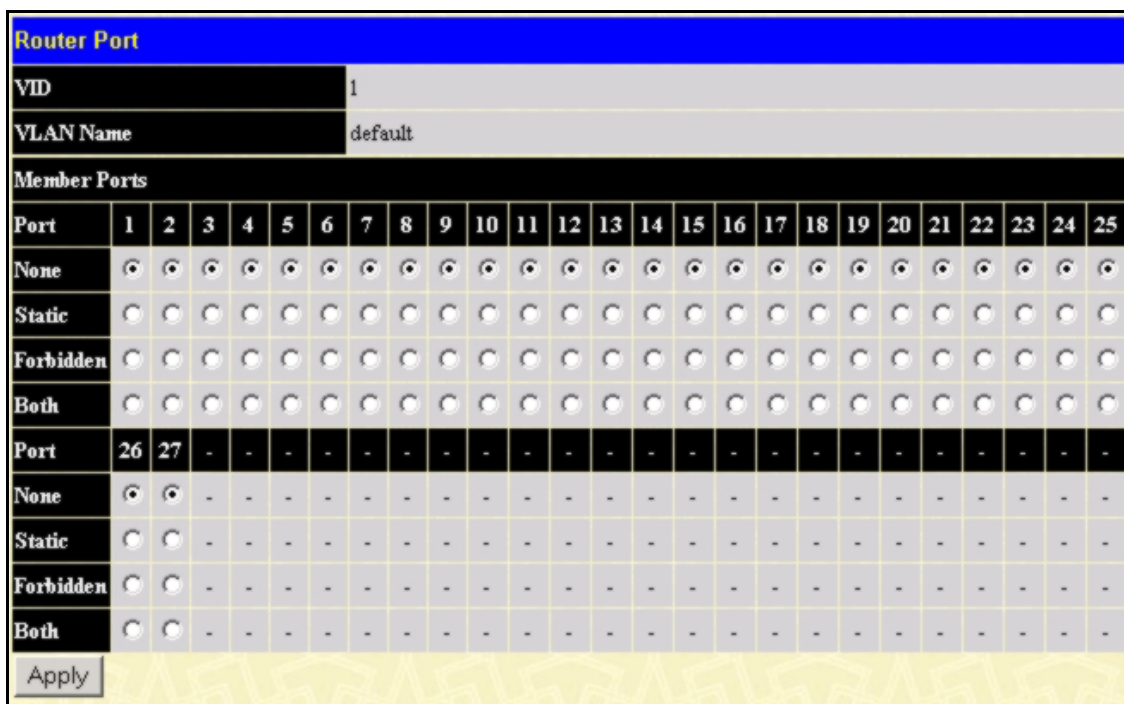 Router Port
VID 1
VLAN Name default
Member Ports
Port 1 2 3 4 5 6 7 8 9 10 11 12 13 14 15 16 17 18 19 20 21 22 23 24 25
None
Static
Forbidden
Both
Port 26 27 - - - - - - - - - - - - - - - - - - - - - - -
None - - - - - - - - - - - - - - - - - - - - - - -
Static - - - - - - - - - - - - - - - - - - - - - - -
Forbidden - - - - - - - - - - - - - - - - - - - - - - -
Both - - - - - - - - - - - - - - - - - - - - - - -
Apply